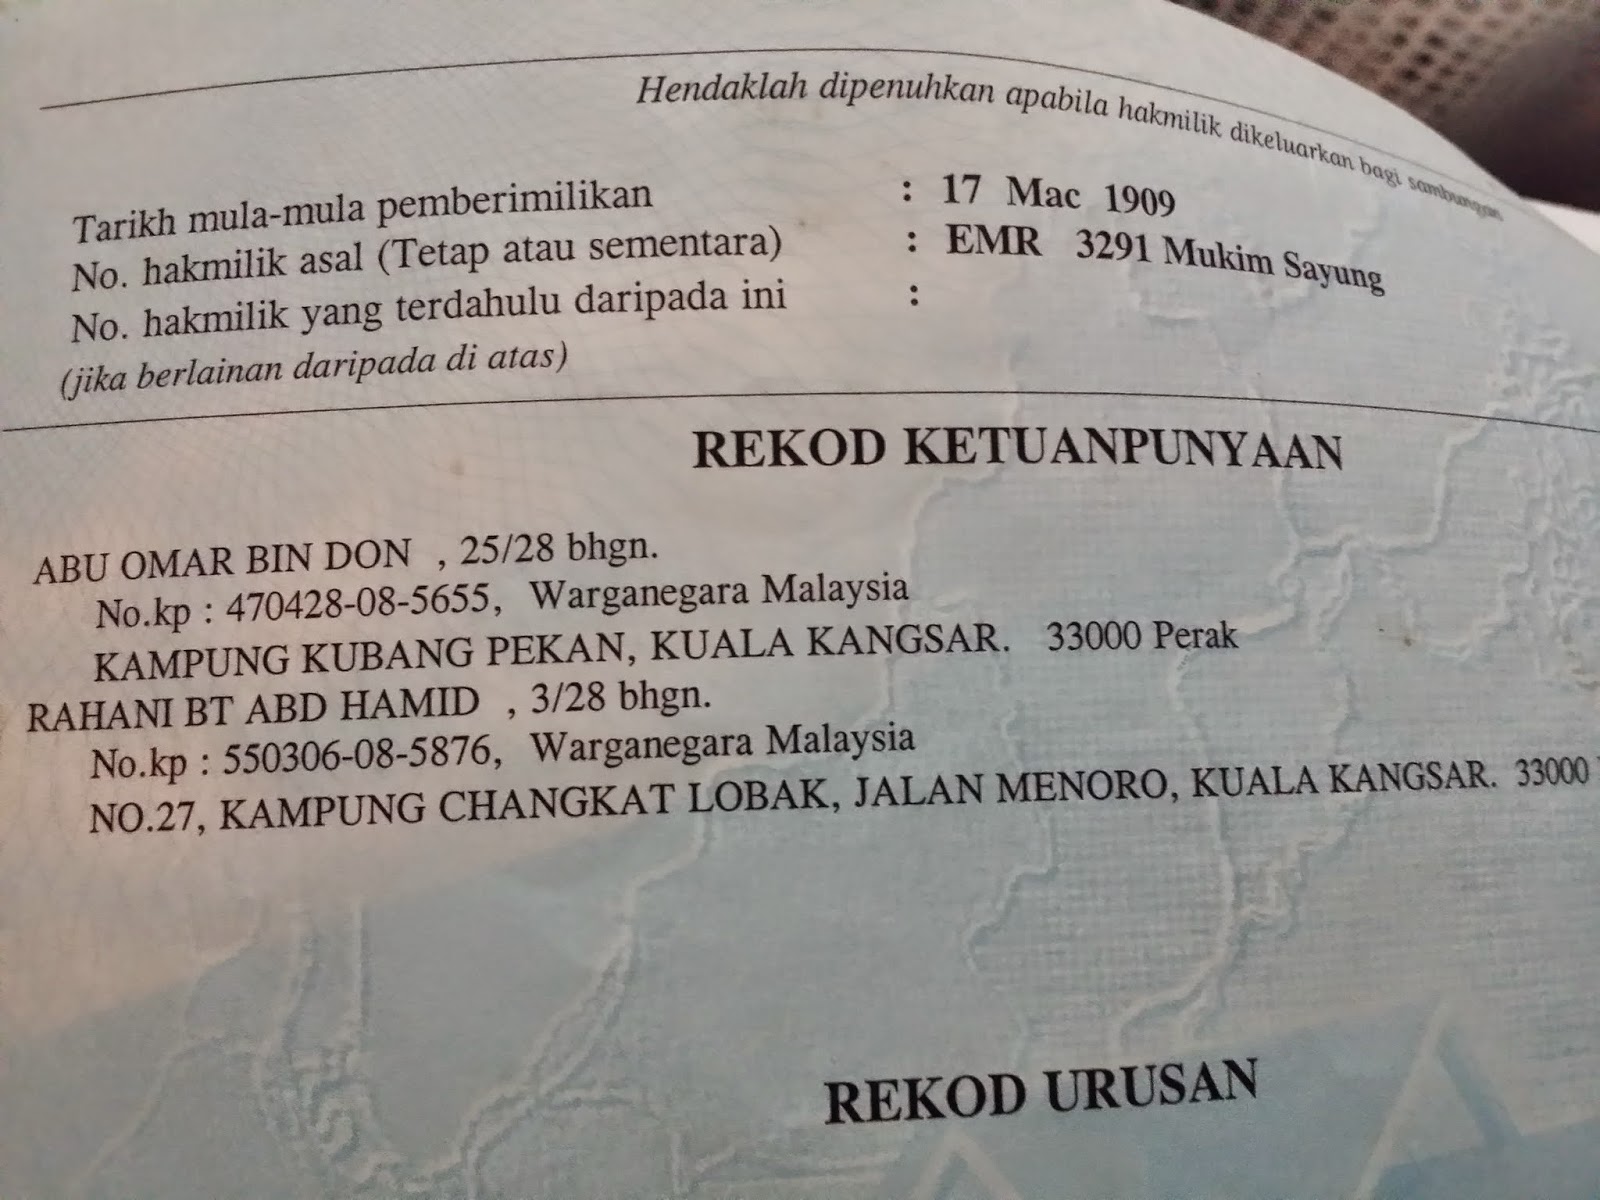 Hendaklah dipenuhkan apabila hakmilik dikeluarkan bagi sambungan
Tarikh mula-mula pemberimilikan : 17 Mac 1909
No. hakmilik asal (Tetap atau sementara) : EMR 3291 Mukim Sayung
No. hakmilik yang terdahulu daripada ini :
(jika berlainan daripada di atas)
REKOD KETUANPUNYAAN
ABU OMAR BIN DON , 25/28 bhgn.
No.kp : 470428-08-5655, Warganegara Malaysia
KAMPUNG KUBANG PEKAN, KUALA KANGSAR. 33000 Perak
RAHANI BT ABD HAMID , 3/28 bhgn.
No.kp : 550306-08-5876, Warganegara Malaysia
NO.27, KAMPUNG CHANGKAT LOBAK, JALAN MENORO, KUALA KANGSAR. 33000
REKOD URUSAN